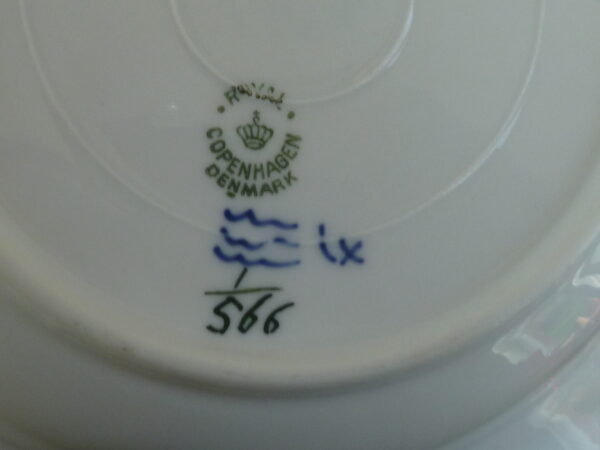 ROYAL
COPENHAGEN
DENMARK
ix
1/566